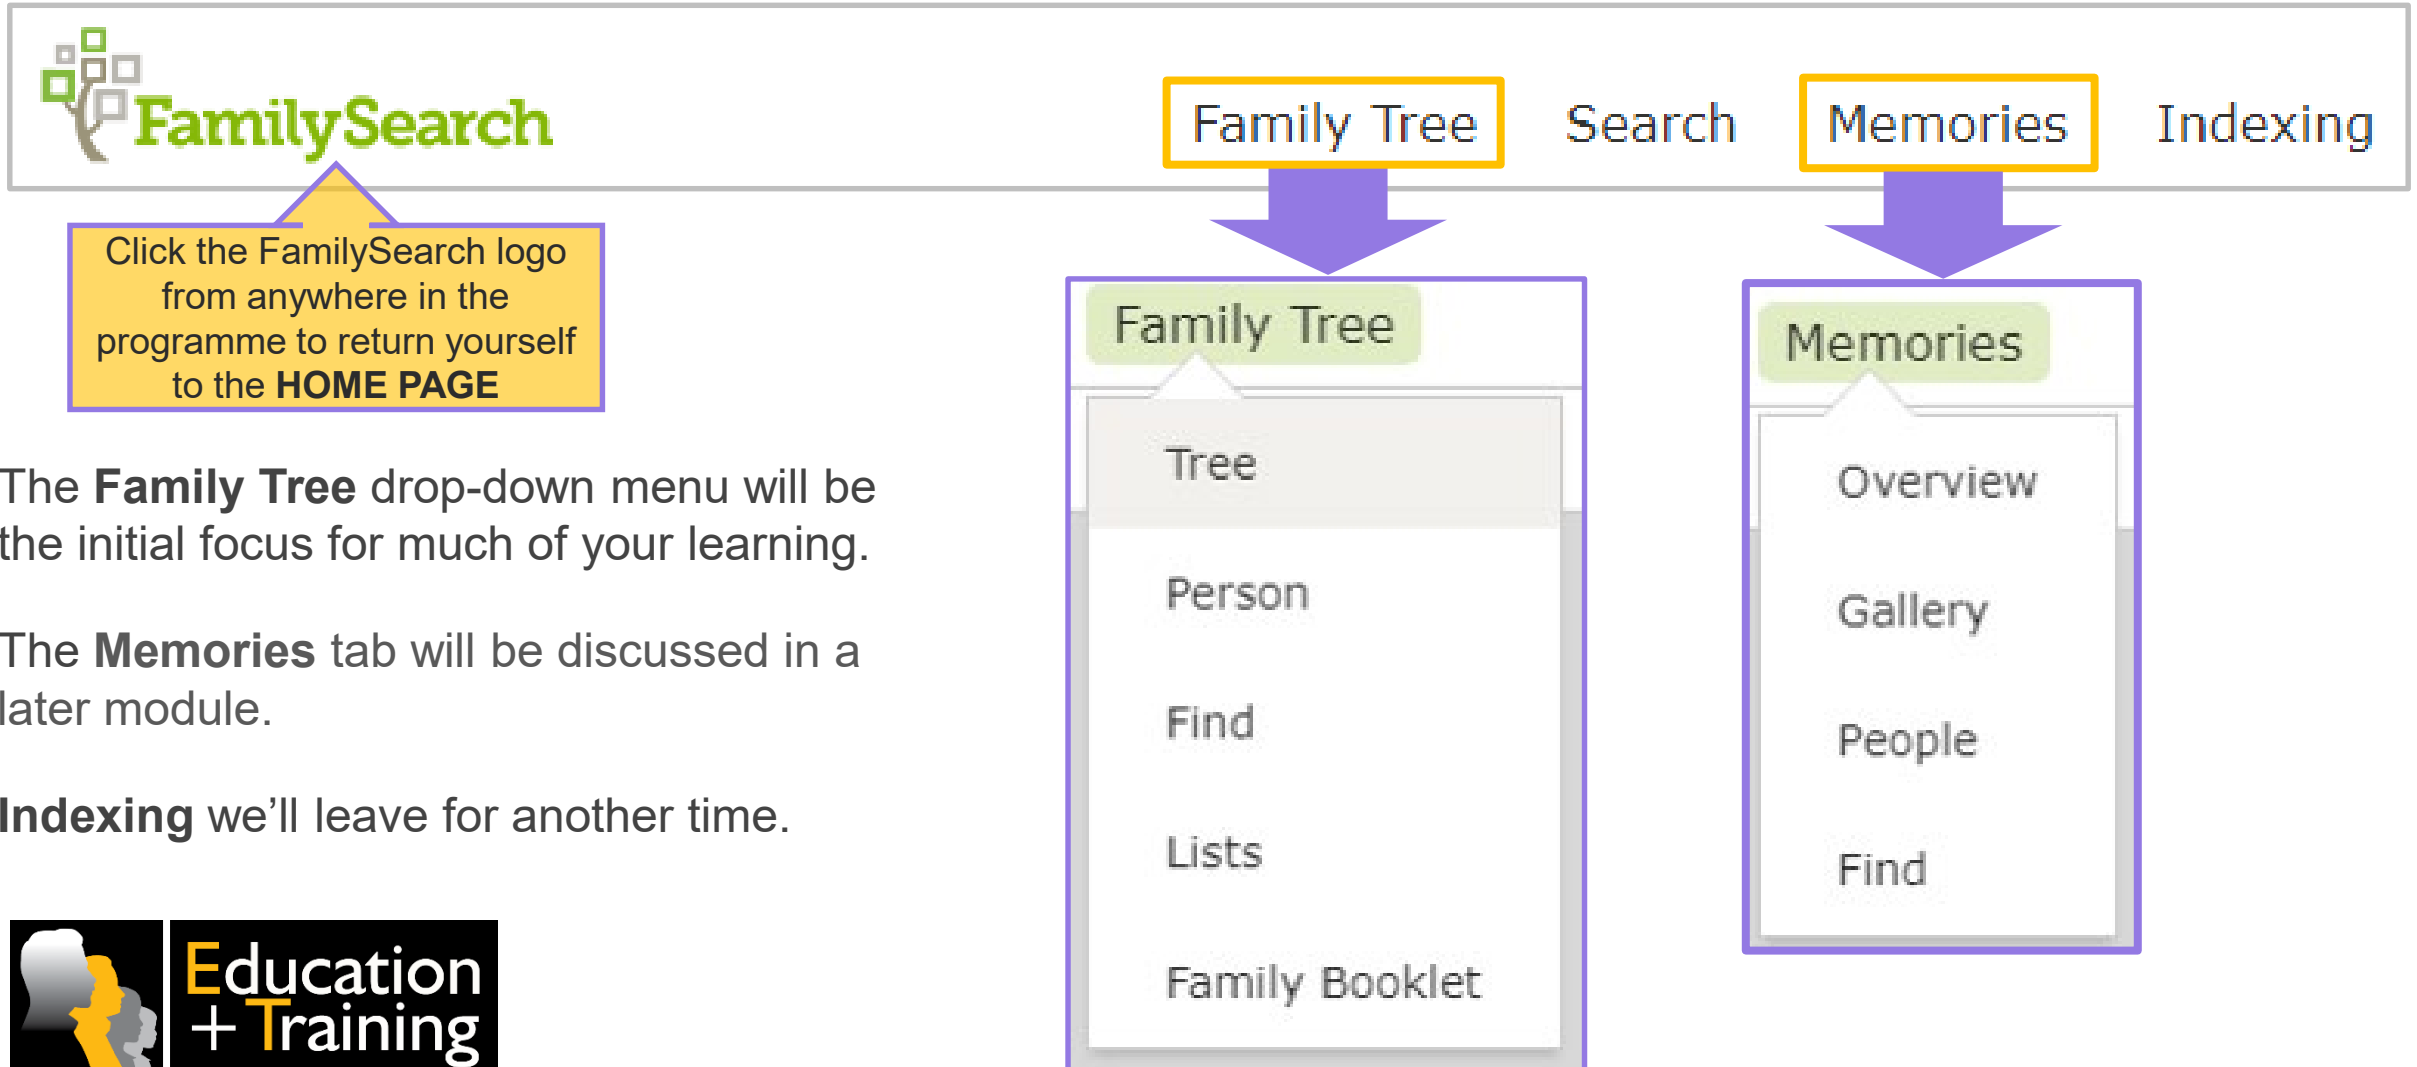 FamilySearch
Family Tree Search Memories Indexing
Click the FamilySearch logo
from anywhere in the
programme to return yourself
to the HOME PAGE
The Family Tree drop-down menu will be
the initial focus for much of your learning.
The Memories tab will be discussed in a
later module.
Indexing we'll leave for another time.
Family Tree
Tree
Person
Find
Lists
Family Booklet
Memories
Overview
Gallery
People
Find
Education
+Training